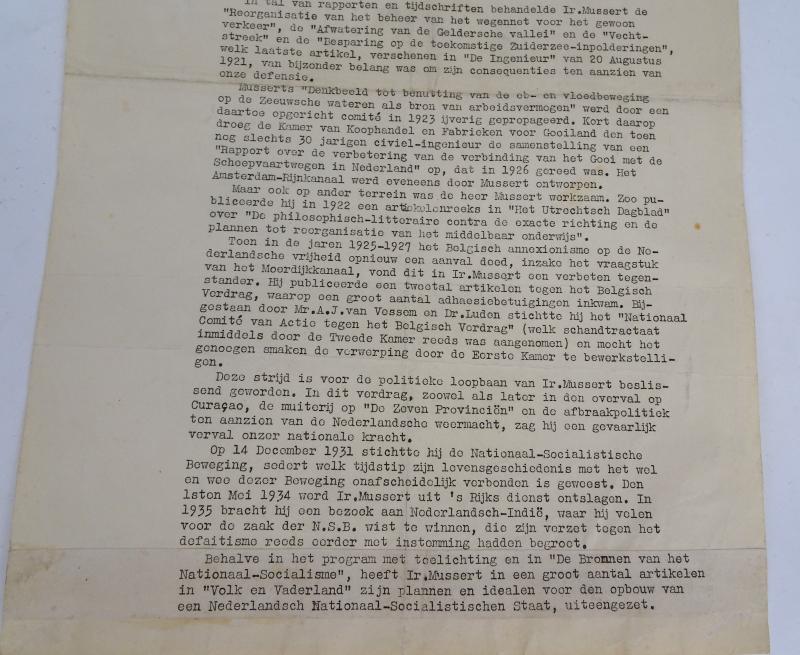 In tal van rapporten en tijdschriften behandelde Ir.Mussert de
"Reorganisatie van het beheer van het wegennet voor het gewoon
verkeer", de "Afwatering van de Geldersche vallei" en de "Vecht-
streek" en de "Besparing op de toekomstige Zuiderzee-inpolderingen",
welk laatste artikel, verschenen in "De Ingenieur" van 20 Augustus
1921, van bijzonder belang was om zijn consequenties ten aanzien van
onze defensie.
Musserts "Denkbeeld tot benutting van de eb- en vloedbeweging
op de Zeeuwsche wateren als bron van arbeidsvermogen" werd door een
daartoe opgericht comité in 1923 ijverig gepropageerd. Kort daarop
droeg de Kamer van Koophandel en Fabrieken voor Gooiland den toen
nog slechts 30 jarigen civiel-ingenieur de samenstelling van een
"Rapport over de verbetering van de verbinding van het Gooi met de
Scheepvaartwegen in Nederland" op, dat in 1926 gereed was. Het
Amsterdam-Rijnkanaal werd eveneens door Mussert ontworpen.
Maar ook op ander terrein was de heer Mussert werkzaam. Zoo pu-
bliceerde hij in 1922 een artikelenreeks in "Het Utrechtsch Dagblad"
over "De philosophisch-litteraire contra de exacte richting en de
plannen tot reorganisatie van het middelbaar onderwijs".
Toen in de jaren 1925-1927 het Belgisch annexionisme op de Ne-
derlandsche vrijheid opnieuw een aanval deed, inzake het vraagstuk
van het Moerdijkkanaal, vond dit in Ir.Mussert een verbeten tegen-
stander. Hij publiceerde een tweetal artikelen tegen het Belgisch
Verdrag, waarop een groot aantal adhaesiebetuigingen inkwam. Bij-
gestaan door Mr.A.J.van Vessem en Dr.Luden stichtte hij het "Nationaal
Comité van Actie tegen het Belgisch Verdrag" (welk schandtractaat
inmiddels door de Tweede Kamer reeds was aangenomen) en mocht het
genoegen smaken de verwerping door de Eerste Kamer te bewerkstelli-
gen.
Deze strijd is voor de politieke loopbaan van Ir.Mussert beslis-
send geworden. In dit verdrag, zoowel als later in den overval op
Curaçao, de muiterij op "De Zeven Provinciën" en de afbraakpolitiek
ten aanzien van de Nederlandsche weermacht, zag hij een gevaarlijk
verval onzer nationale kracht.
Op 14 December 1931 stichtte hij de Nationaal-Socialistische
Beweging, sedert welk tijdstip zijn levensgeschiedenis met het wel
en wee dezer Beweging onafscheidelijk verbonden is geweest. Den
1sten Mei 1934 werd Ir.Mussert uit 's Rijks dienst ontslagen. In
1935 bracht hij een bezoek aan Nederlandsch-Indië, waar hij velen
voor de zaak der N.S.B. wist te winnen, die zijn verzet tegen het
defaitisme reeds eerder met instemming hadden begroet.
Behalve in het program met toelichting en in "De Bronnen van het
Nationaal-Socialisme", heeft Ir.Mussert in een groot aantal artikelen
in "Volk en Vaderland" zijn plannen en idealen voor den opbouw van
een Nederlandsch Nationaal-Socialistischen Staat, uiteengezet.